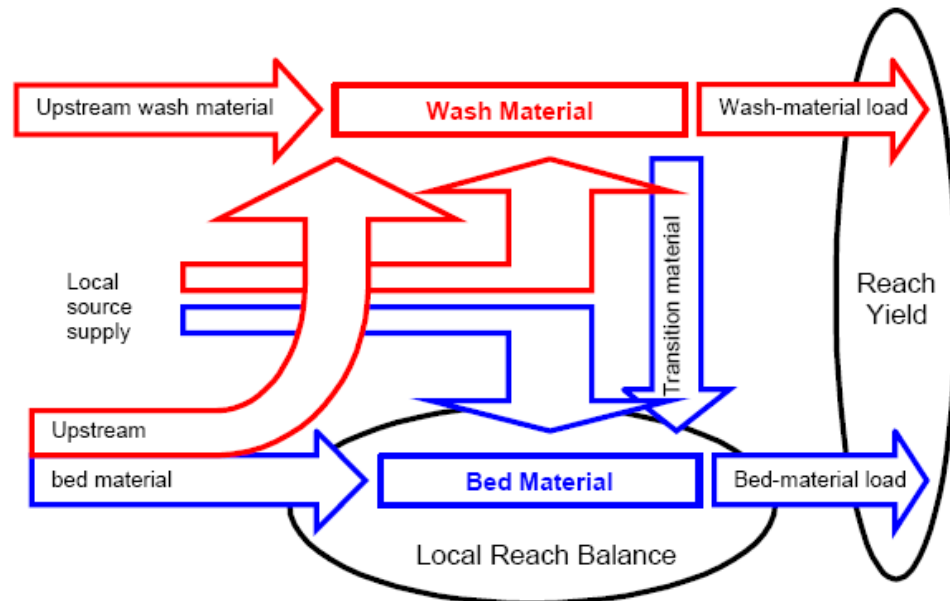 Upstream wash material
Wash Material
Wash-material load
Local
source
supply
Transition material
Reach
Yield
Upstream
bed material
Bed Material
Bed-material load
Local Reach Balance